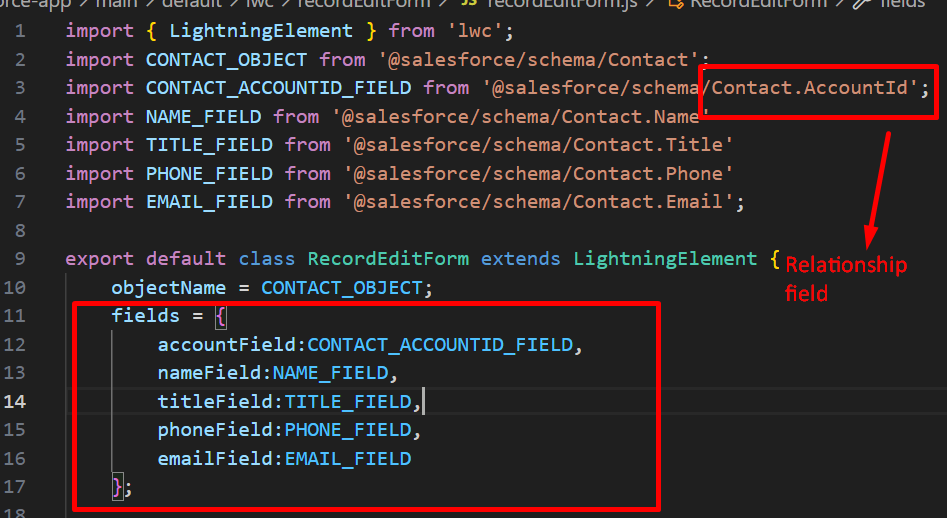 orce-app > main > default > lwc > recordEditForm > JS recordEditForm.js > RecordEditForm > fields
1 import { LightningElement } from 'lwc';
2 import CONTACT_OBJECT from '@salesforce/schema/Contact';
3 import CONTACT_ACCOUNTID_FIELD from '@salesforce/schema/Contact.AccountId';
4 import NAME_FIELD from '@salesforce/schema/Contact.Name'
5 import TITLE_FIELD from '@salesforce/schema/Contact.Title'
6 import PHONE_FIELD from '@salesforce/schema/Contact.Phone'
7 import EMAIL_FIELD from '@salesforce/schema/Contact.Email';
8
9 export default class RecordEditForm extends LightningElement {
Relationship
field
10 objectName = CONTACT_OBJECT;
11 fields = {
12 accountField:CONTACT_ACCOUNTID_FIELD,
13 nameField:NAME_FIELD,
14 titleField:TITLE_FIELD,
15 phoneField:PHONE_FIELD,
16 emailField:EMAIL_FIELD
17 };
18